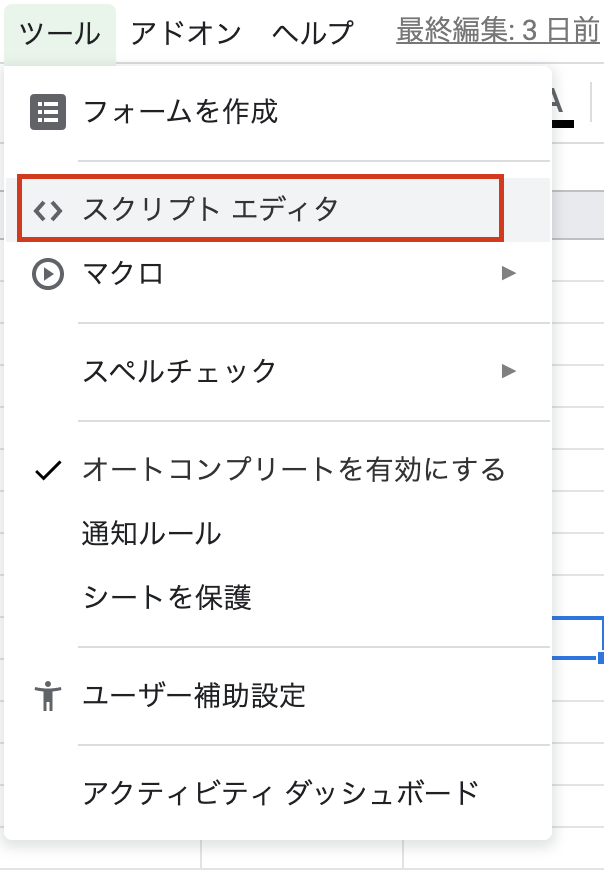 ツール アドオン ヘルプ 最終編集: 3 日前
フォームを作成
A
スクリプト エディタ
マクロ
スペルチェック
オートコンプリートを有効にする
通知ルール
シートを保護
ユーザー補助設定
アクティビティ ダッシュボード